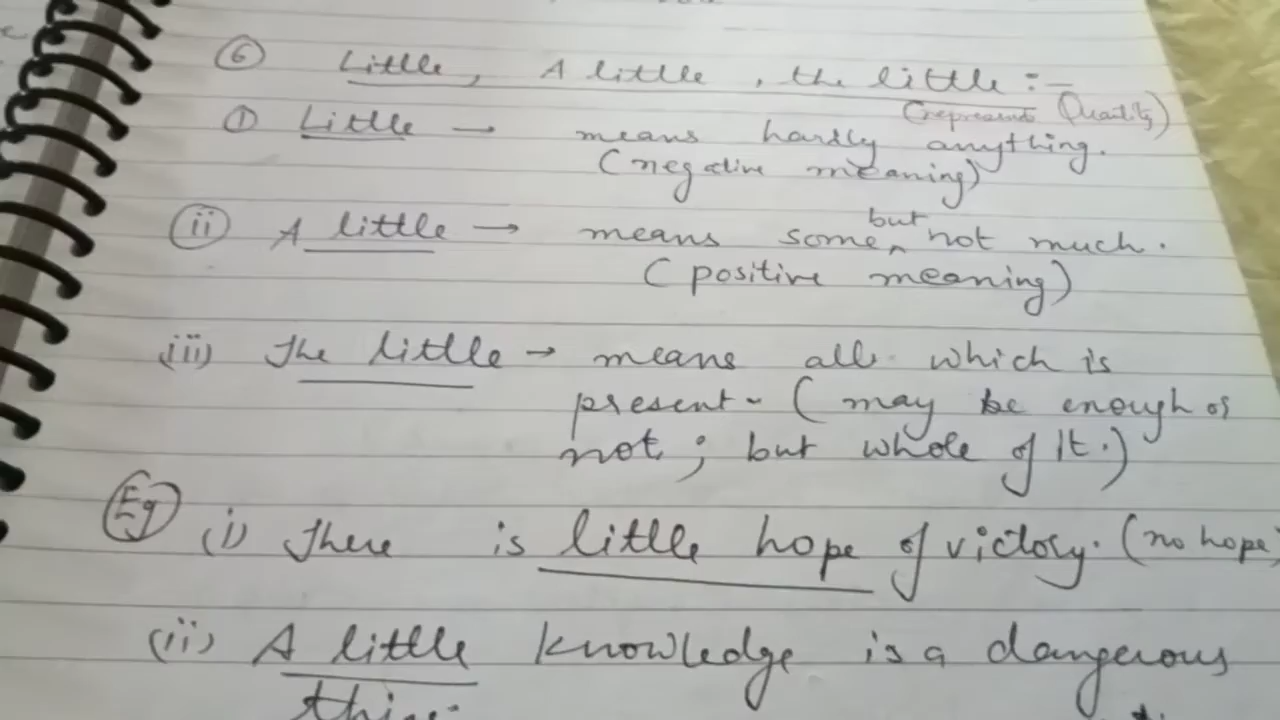 (6) Little, A little, the little :-
(represents Quantity)
(i) Little → means hardly anything.
(negative meaning)
(ii) A little → means some, but not much.
(positive meaning)
(iii) The little → means all which is
present - (may be enough or
not ; but whole of It.)
(Eg) (i) There is little hope of victory. (no hope)
(ii) A little knowledge is a dangerous